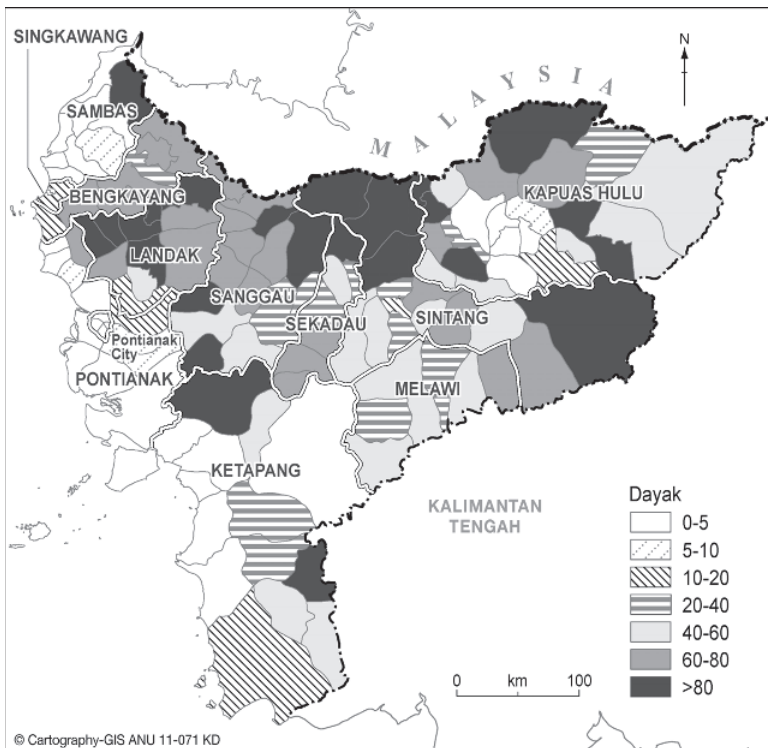 SINGKAWANG
N
SAMBAS
MALAYSIA
BENGKAYANG
KAPUAS HULU
LANDAK
SANGGAU
SEKADAU
SINTANG
Pontianak
City
PONTIANAK
MELAWI
KETAPANG
KALIMANTAN
TENGAH
Dayak
0-5
5-10
10-20
20-40
40-60
60-80
>80
0 km 100
© Cartography-GIS ANU 11-071 KD